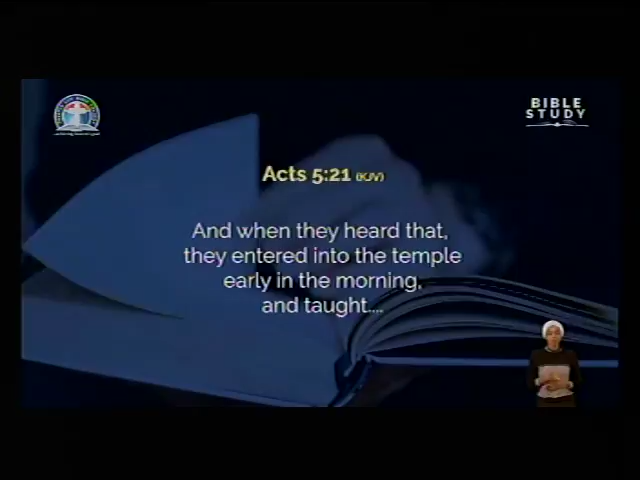 BIBLE
STUDY
Acts 5:21 (KJV)
And when they heard that,
they entered into the temple
early in the morning,
and taught....